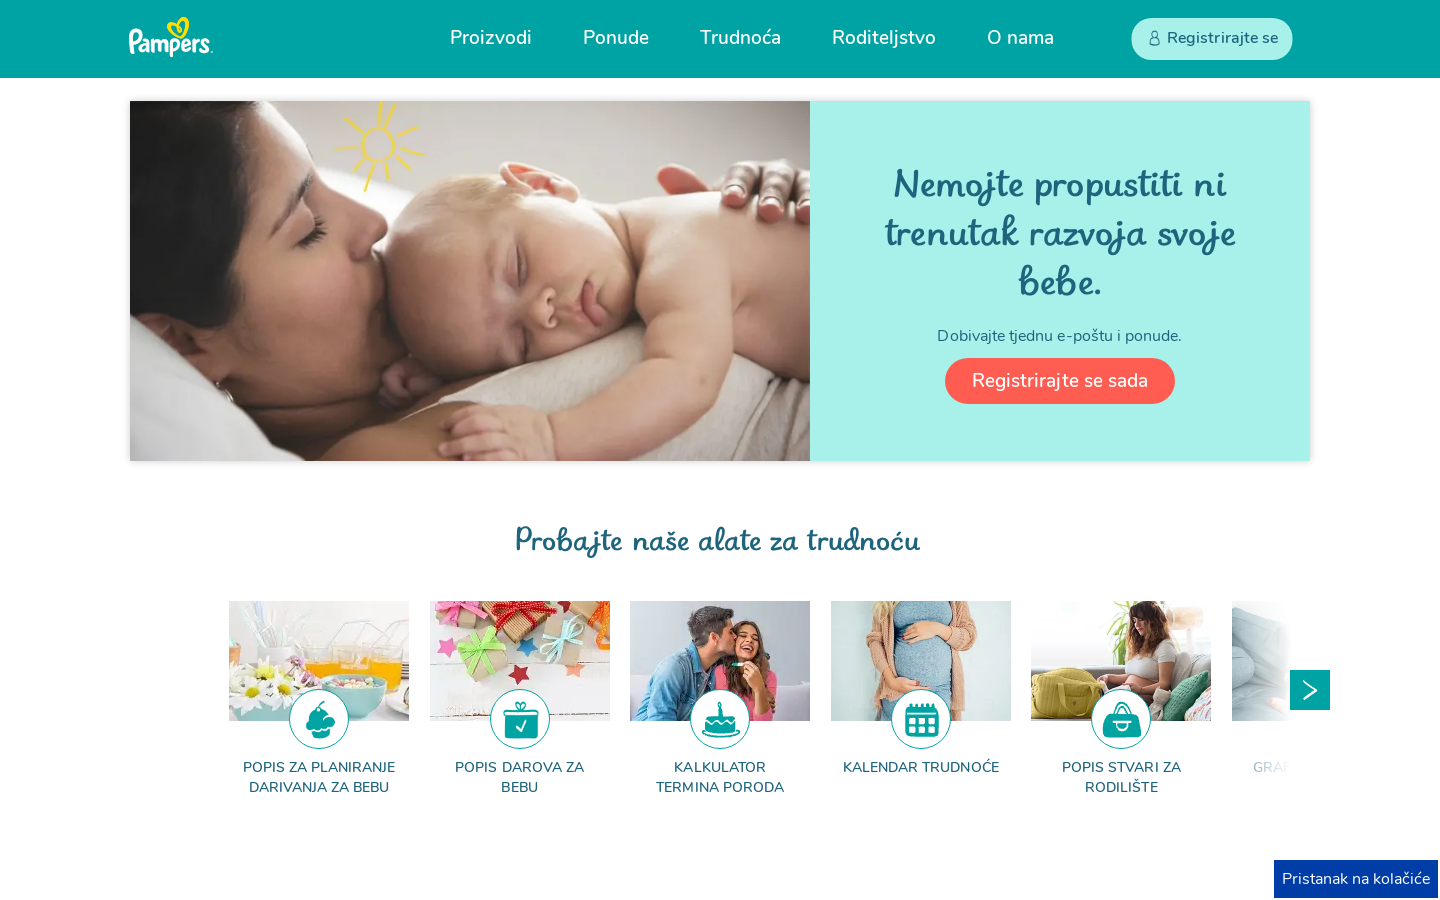 Pampers.
Proizvodi
Ponude
Trudnoća
Roditeljstvo
O nama
Registrirajte se
Nemojte propustiti ni
trenutak razvoja svoje
bebe.
Dobivajte tjednu e-poštu i ponude.
Registrirajte se sada
Probajte naše alate za trudnoću
POPIS ZA PLANIRANJE
DARIVANJA ZA BEBU
POPIS DAROVA ZA
BEBU
KALKULATOR
TERMINA PORODA
KALENDAR TRUDNOĆE
POPIS STVARI ZA
RODILIŠTE
Pristanak na kolačiće